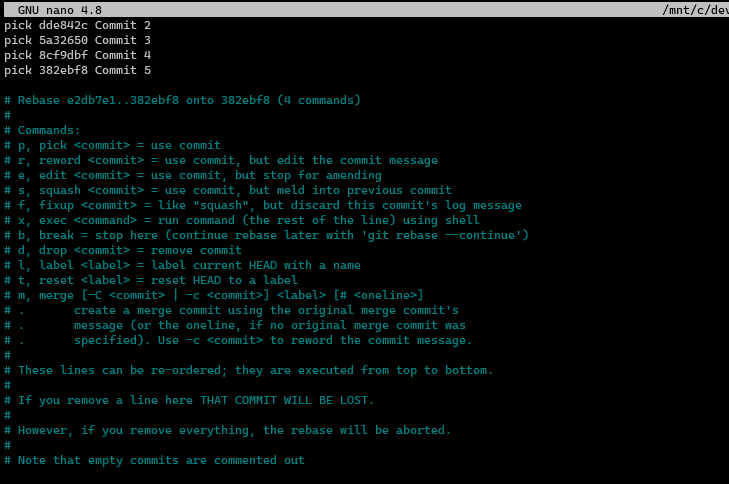 GNU nano 4.8 /mnt/c/dev
pick dde842c Commit 2
pick 5a32650 Commit 3
pick 8cf9dbf Commit 4
pick 382ebf8 Commit 5
# Rebase e2db7e1..382ebf8 onto 382ebf8 (4 commands)
#
# Commands:
# p, pick <commit> = use commit
# r, reword <commit> = use commit, but edit the commit message
# e, edit <commit> = use commit, but stop for amending
# s, squash <commit> = use commit, but meld into previous commit
# f, fixup <commit> = like "squash", but discard this commit's log message
# x, exec <command> = run command (the rest of the line) using shell
# b, break = stop here (continue rebase later with 'git rebase --continue')
# d, drop <commit> = remove commit
# l, label <label> = label current HEAD with a name
# t, reset <label> = reset HEAD to a label
# m, merge [-C <commit> | -c <commit>] <label> [# <oneline>]
# .       create a merge commit using the original merge commit's
# .       message (or the oneline, if no original merge commit was
# .       specified). Use -c <commit> to reword the commit message.
#
# These lines can be re-ordered; they are executed from top to bottom.
#
# If you remove a line here THAT COMMIT WILL BE LOST.
#
# However, if you remove everything, the rebase will be aborted.
#
# Note that empty commits are commented out